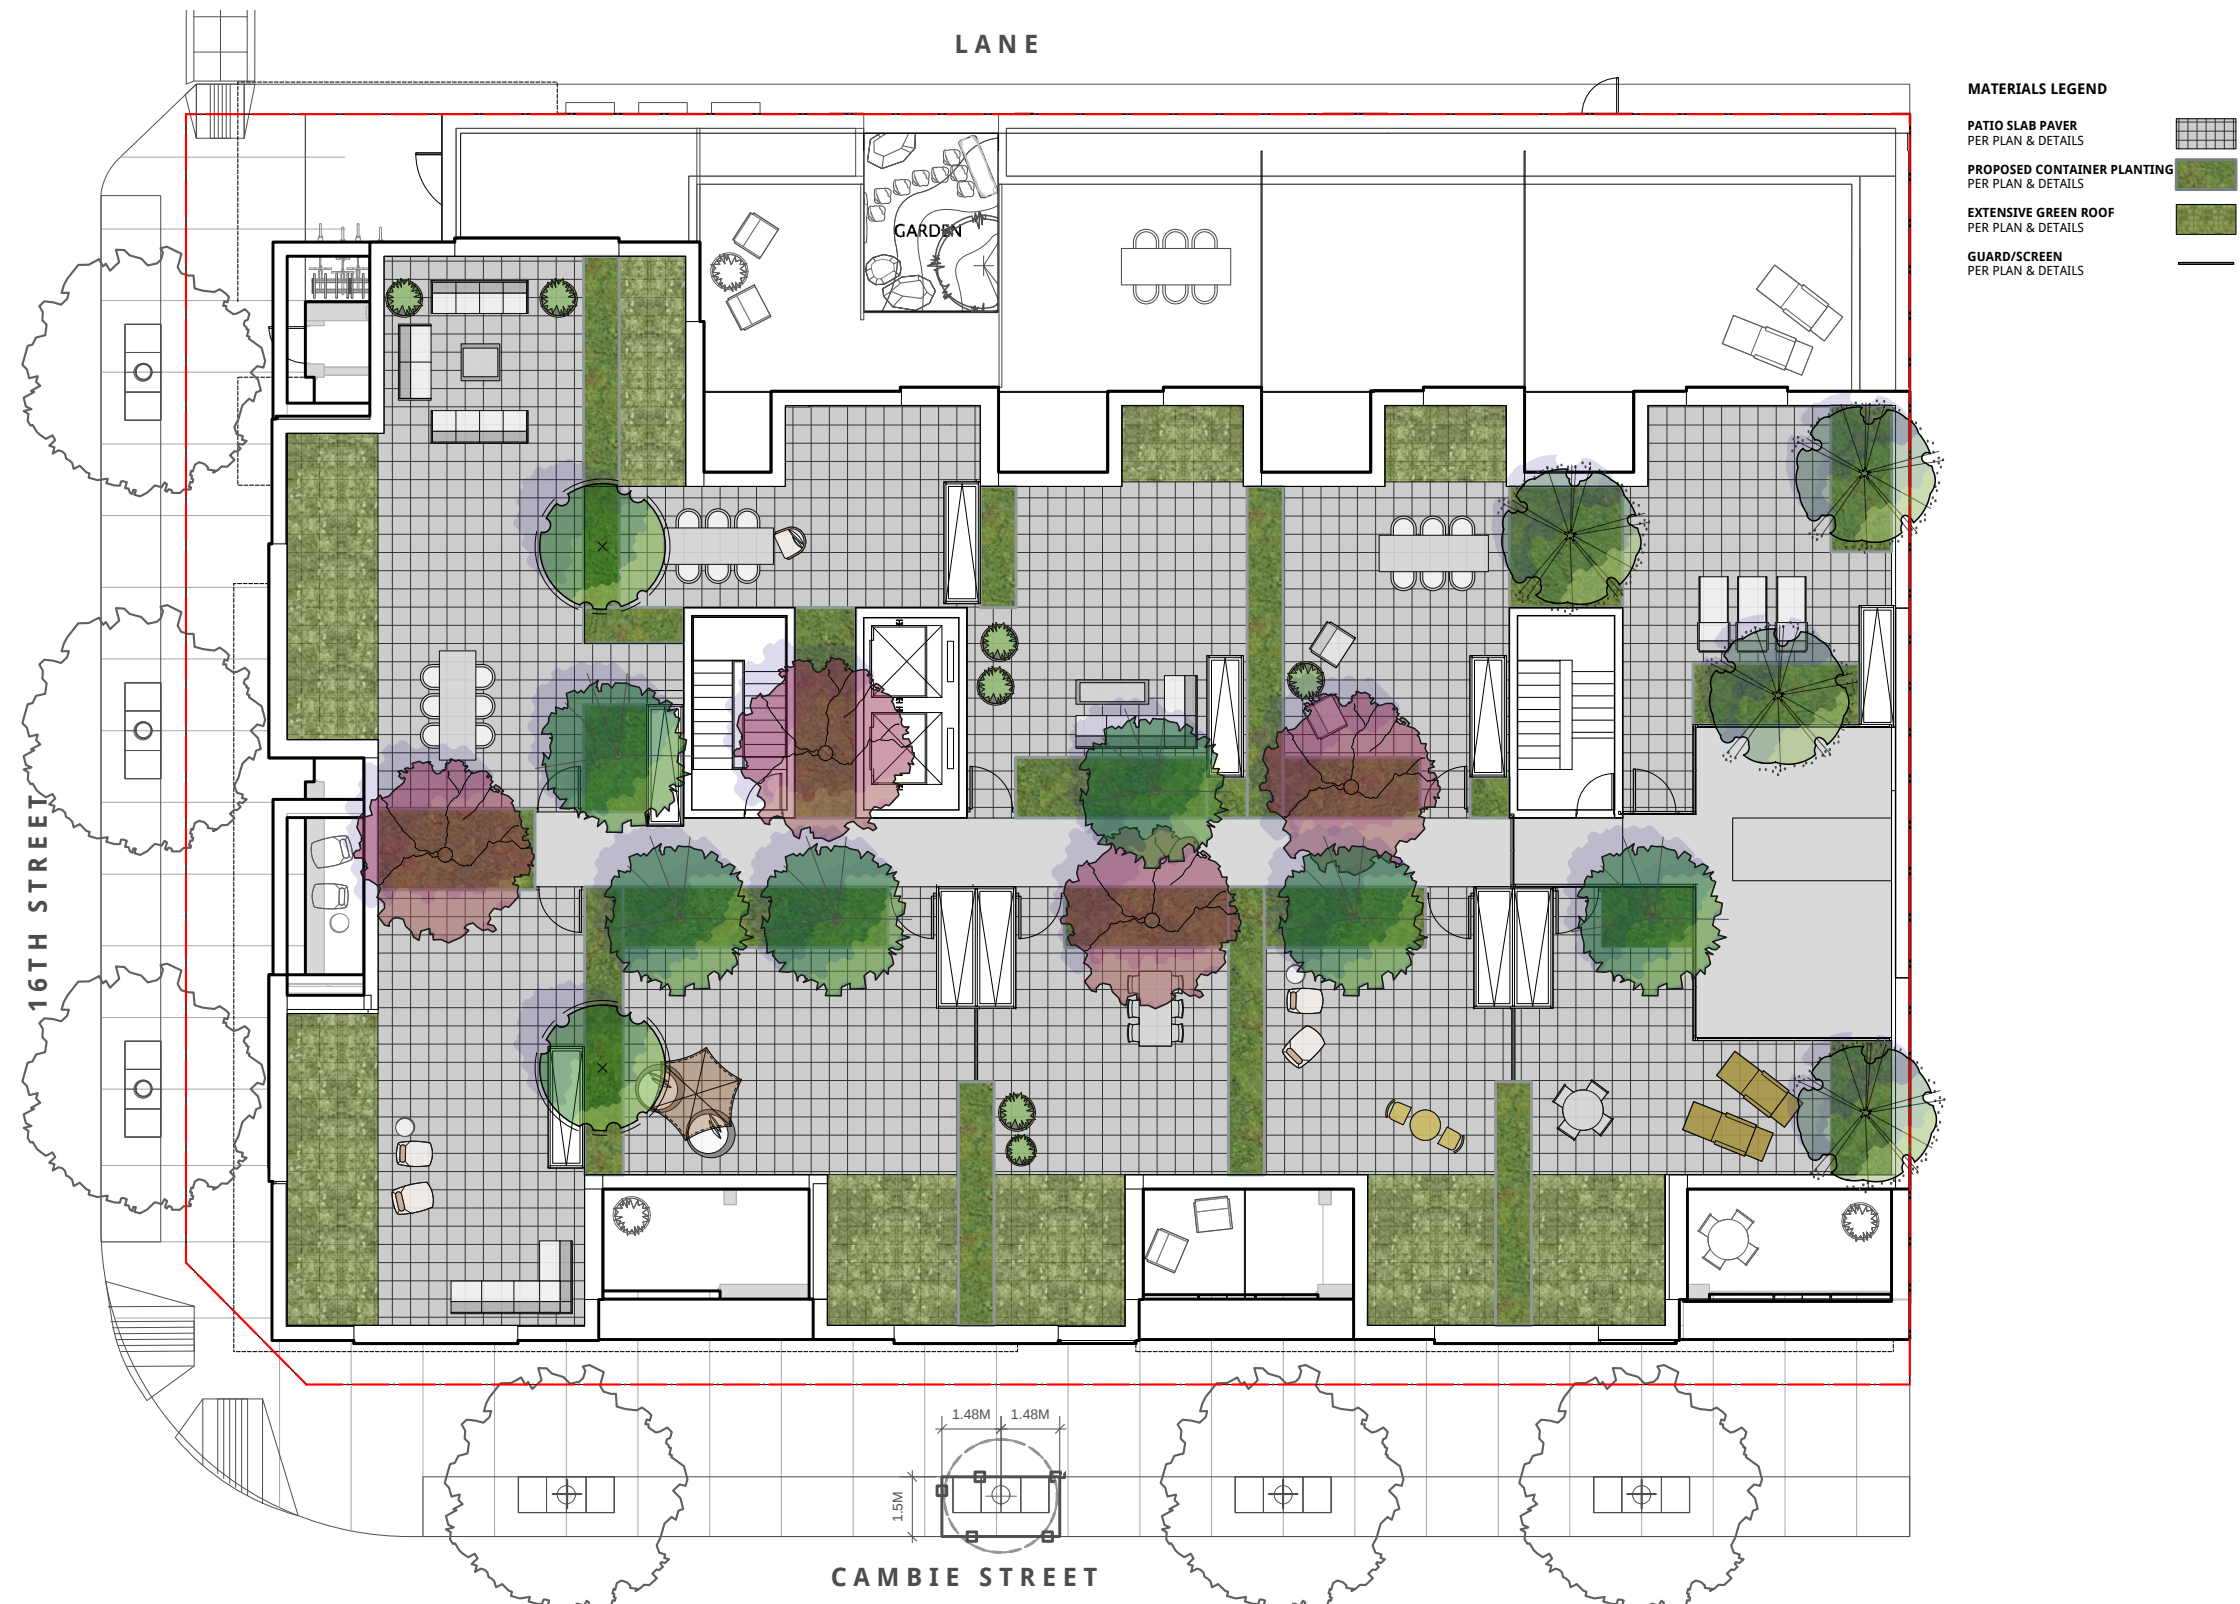 LANE
MATERIALS LEGEND
PATIO SLAB PAVER
PER PLAN & DETAILS
PROPOSED CONTAINER PLANTING
PER PLAN & DETAILS
EXTENSIVE GREEN ROOF
PER PLAN & DETAILS
GUARD/SCREEN
PER PLAN & DETAILS
GARDEN
16TH STREET
1.48M 1.48M
1.5M
CAMBIE STREET